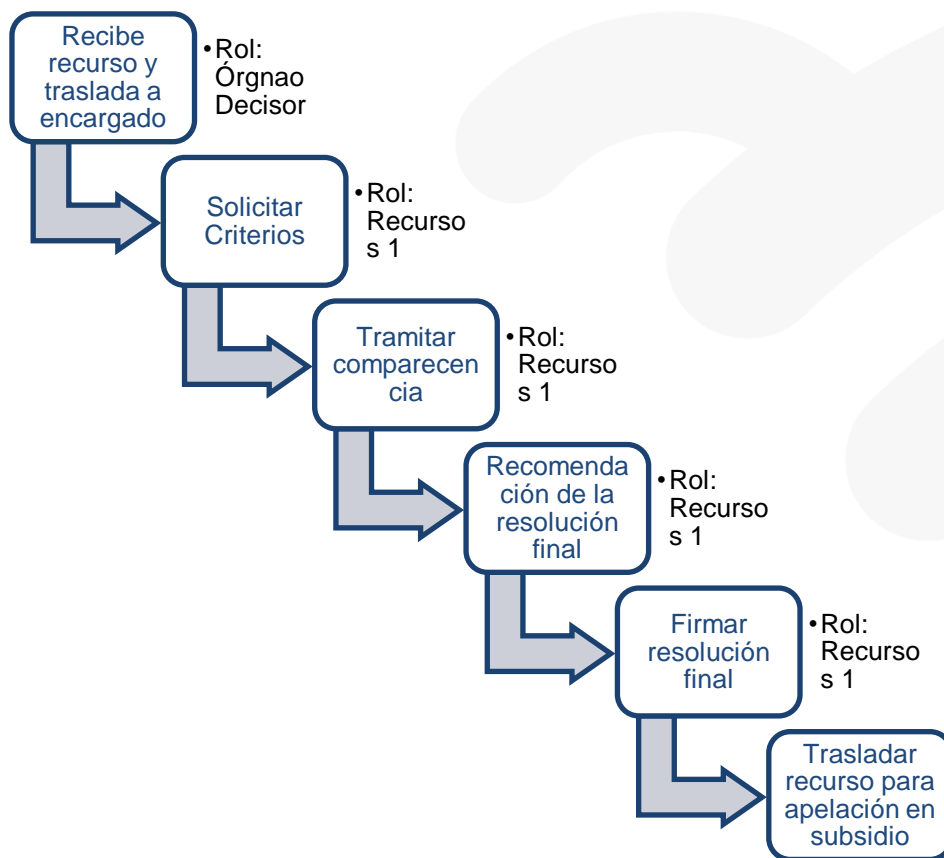 Recibe
recurso y
traslada a
encargado
•Rol:
Órgnao
Decisor
Solicitar
Criterios
•Rol:
Recurso
s 1
Tramitar
comparecen
cia
•Rol:
Recurso
s 1
Recomenda
ción de la
resolución
final
•Rol:
Recurso
s 1
Firmar
resolución
final
•Rol:
Recurso
s 1
Trasladar
recurso para
apelación en
subsidio